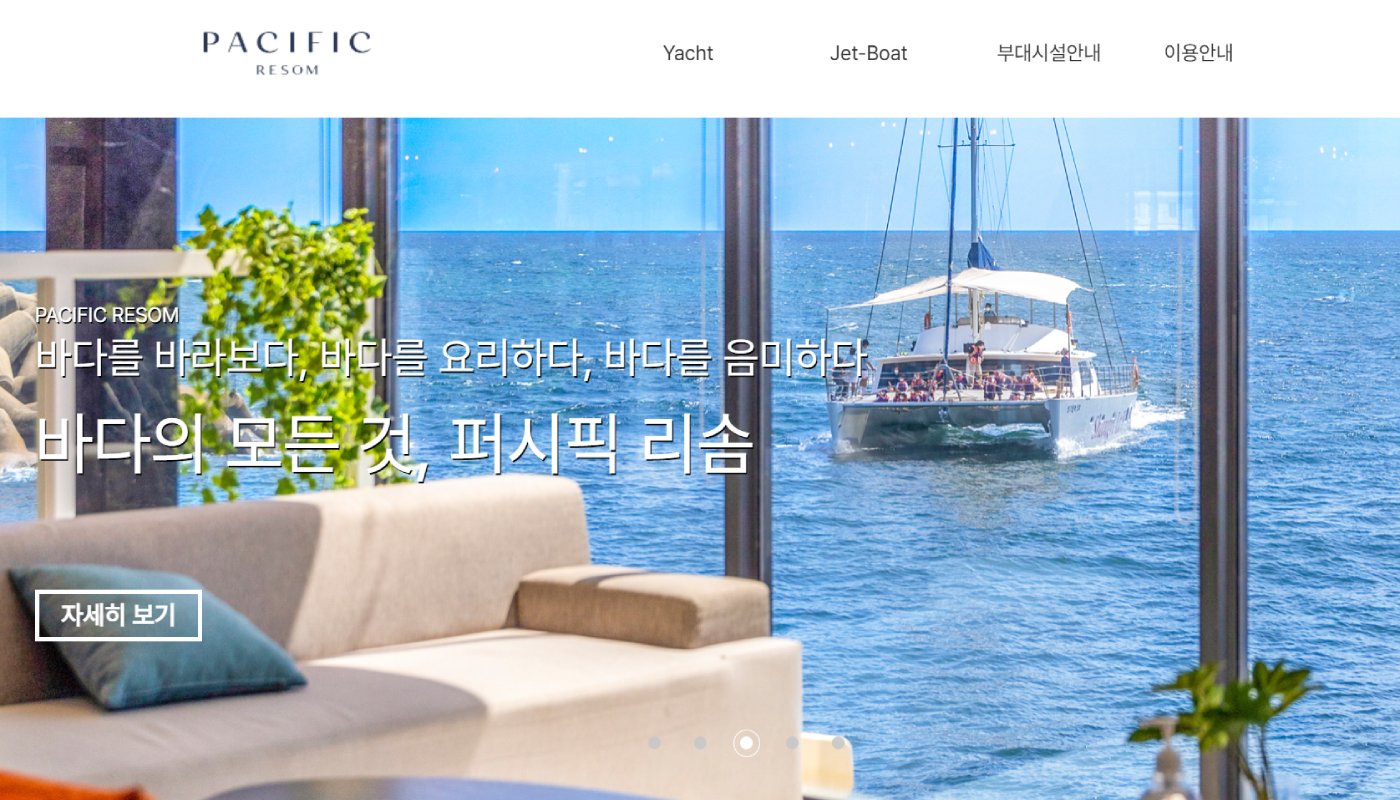 PACIFIC
RESOM
Yacht
Jet-Boat
부대시설안내
이용안내
PACIFIC RESOM
바다를 바라보다, 바다를 요리하다, 바다를 음미하다.
바다의 모든 것, 퍼시픽 리솜
자세히 보기